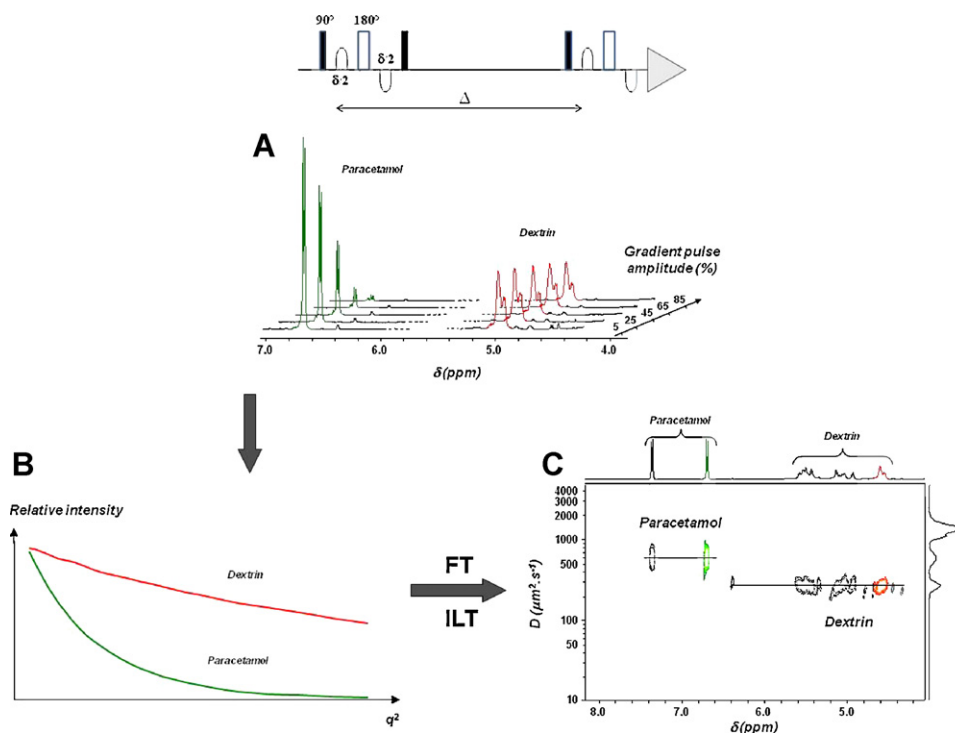 90° 180°
δ·2
δ·2
Δ
A
Paracetamol
Dextrin
Gradient pulse
amplitude (%)
5 25 45 65 85
7.0 6.0 5.0 4.0
δ(ppm)
B
Relative intensity
Dextrin
Paracetamol
q²
FT
ILT
C
Paracetamol
Dextrin
4000
3000
2000
1000
500
100
50
10
D (μm².s⁻¹)
Paracetamol
Dextrin
8.0 7.0 6.0 5.0
δ(ppm)